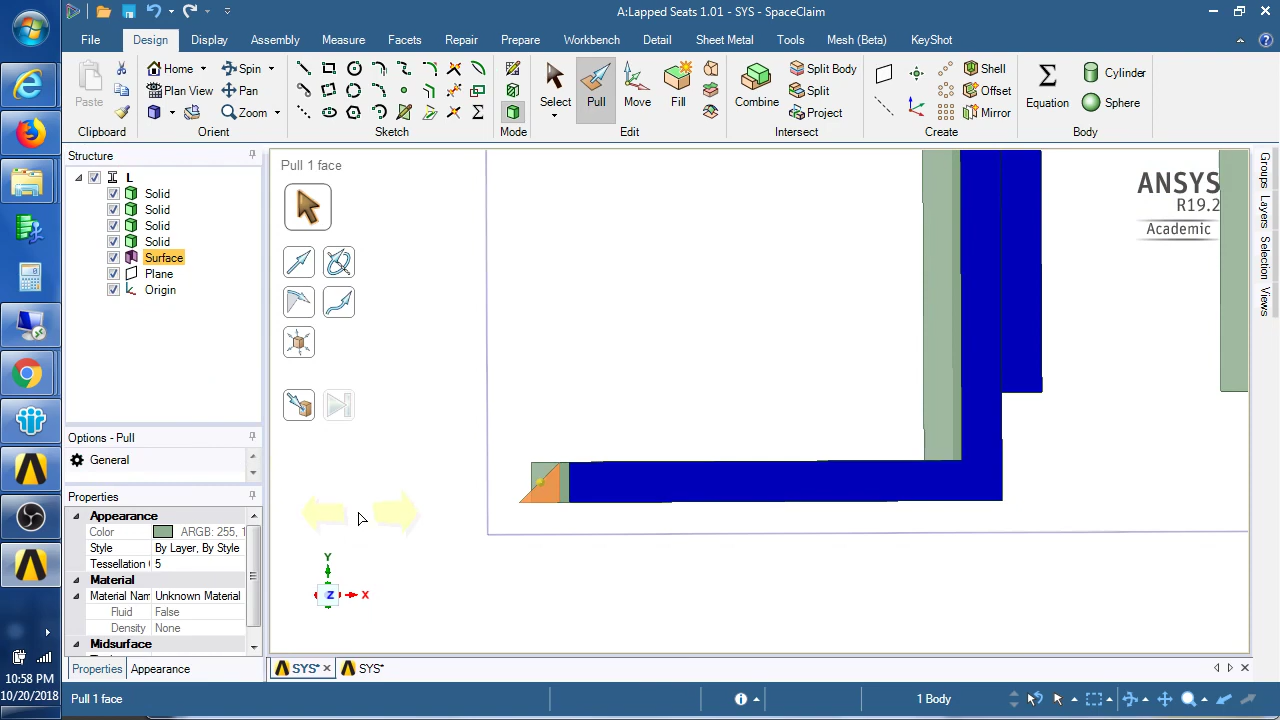 A:Lapped Seats 1.01 - SYS - SpaceClaim
File Design Display Assembly Measure Facets Repair Prepare Workbench Detail Sheet Metal Tools Mesh (Beta) KeyShot
Paste
Home Spin
Plan View Pan
Zoom
Select Pull Move Fill
Combine
Split Body
Split
Project
Shell
Offset
Mirror
Equation
Cylinder
Sphere
Clipboard Orient Sketch Mode Edit Intersect Create Body
Structure
L
Solid
Solid
Solid
Solid
Surface
Plane
Origin
Options - Pull
General
Properties
Appearance
Color ARGB: 255, 1
Style By Layer, By Style
Tessellation 5
Material
Material Nam Unknown Material
Fluid False
Density None
Midsurface
Properties Appearance
Pull 1 face
ANSYS
R19.2
Academic
Y
Z X
Groups
Layers
Selection
Views
SYS* SYS*
Pull 1 face
1 Body
10:58 PM
10/20/2018